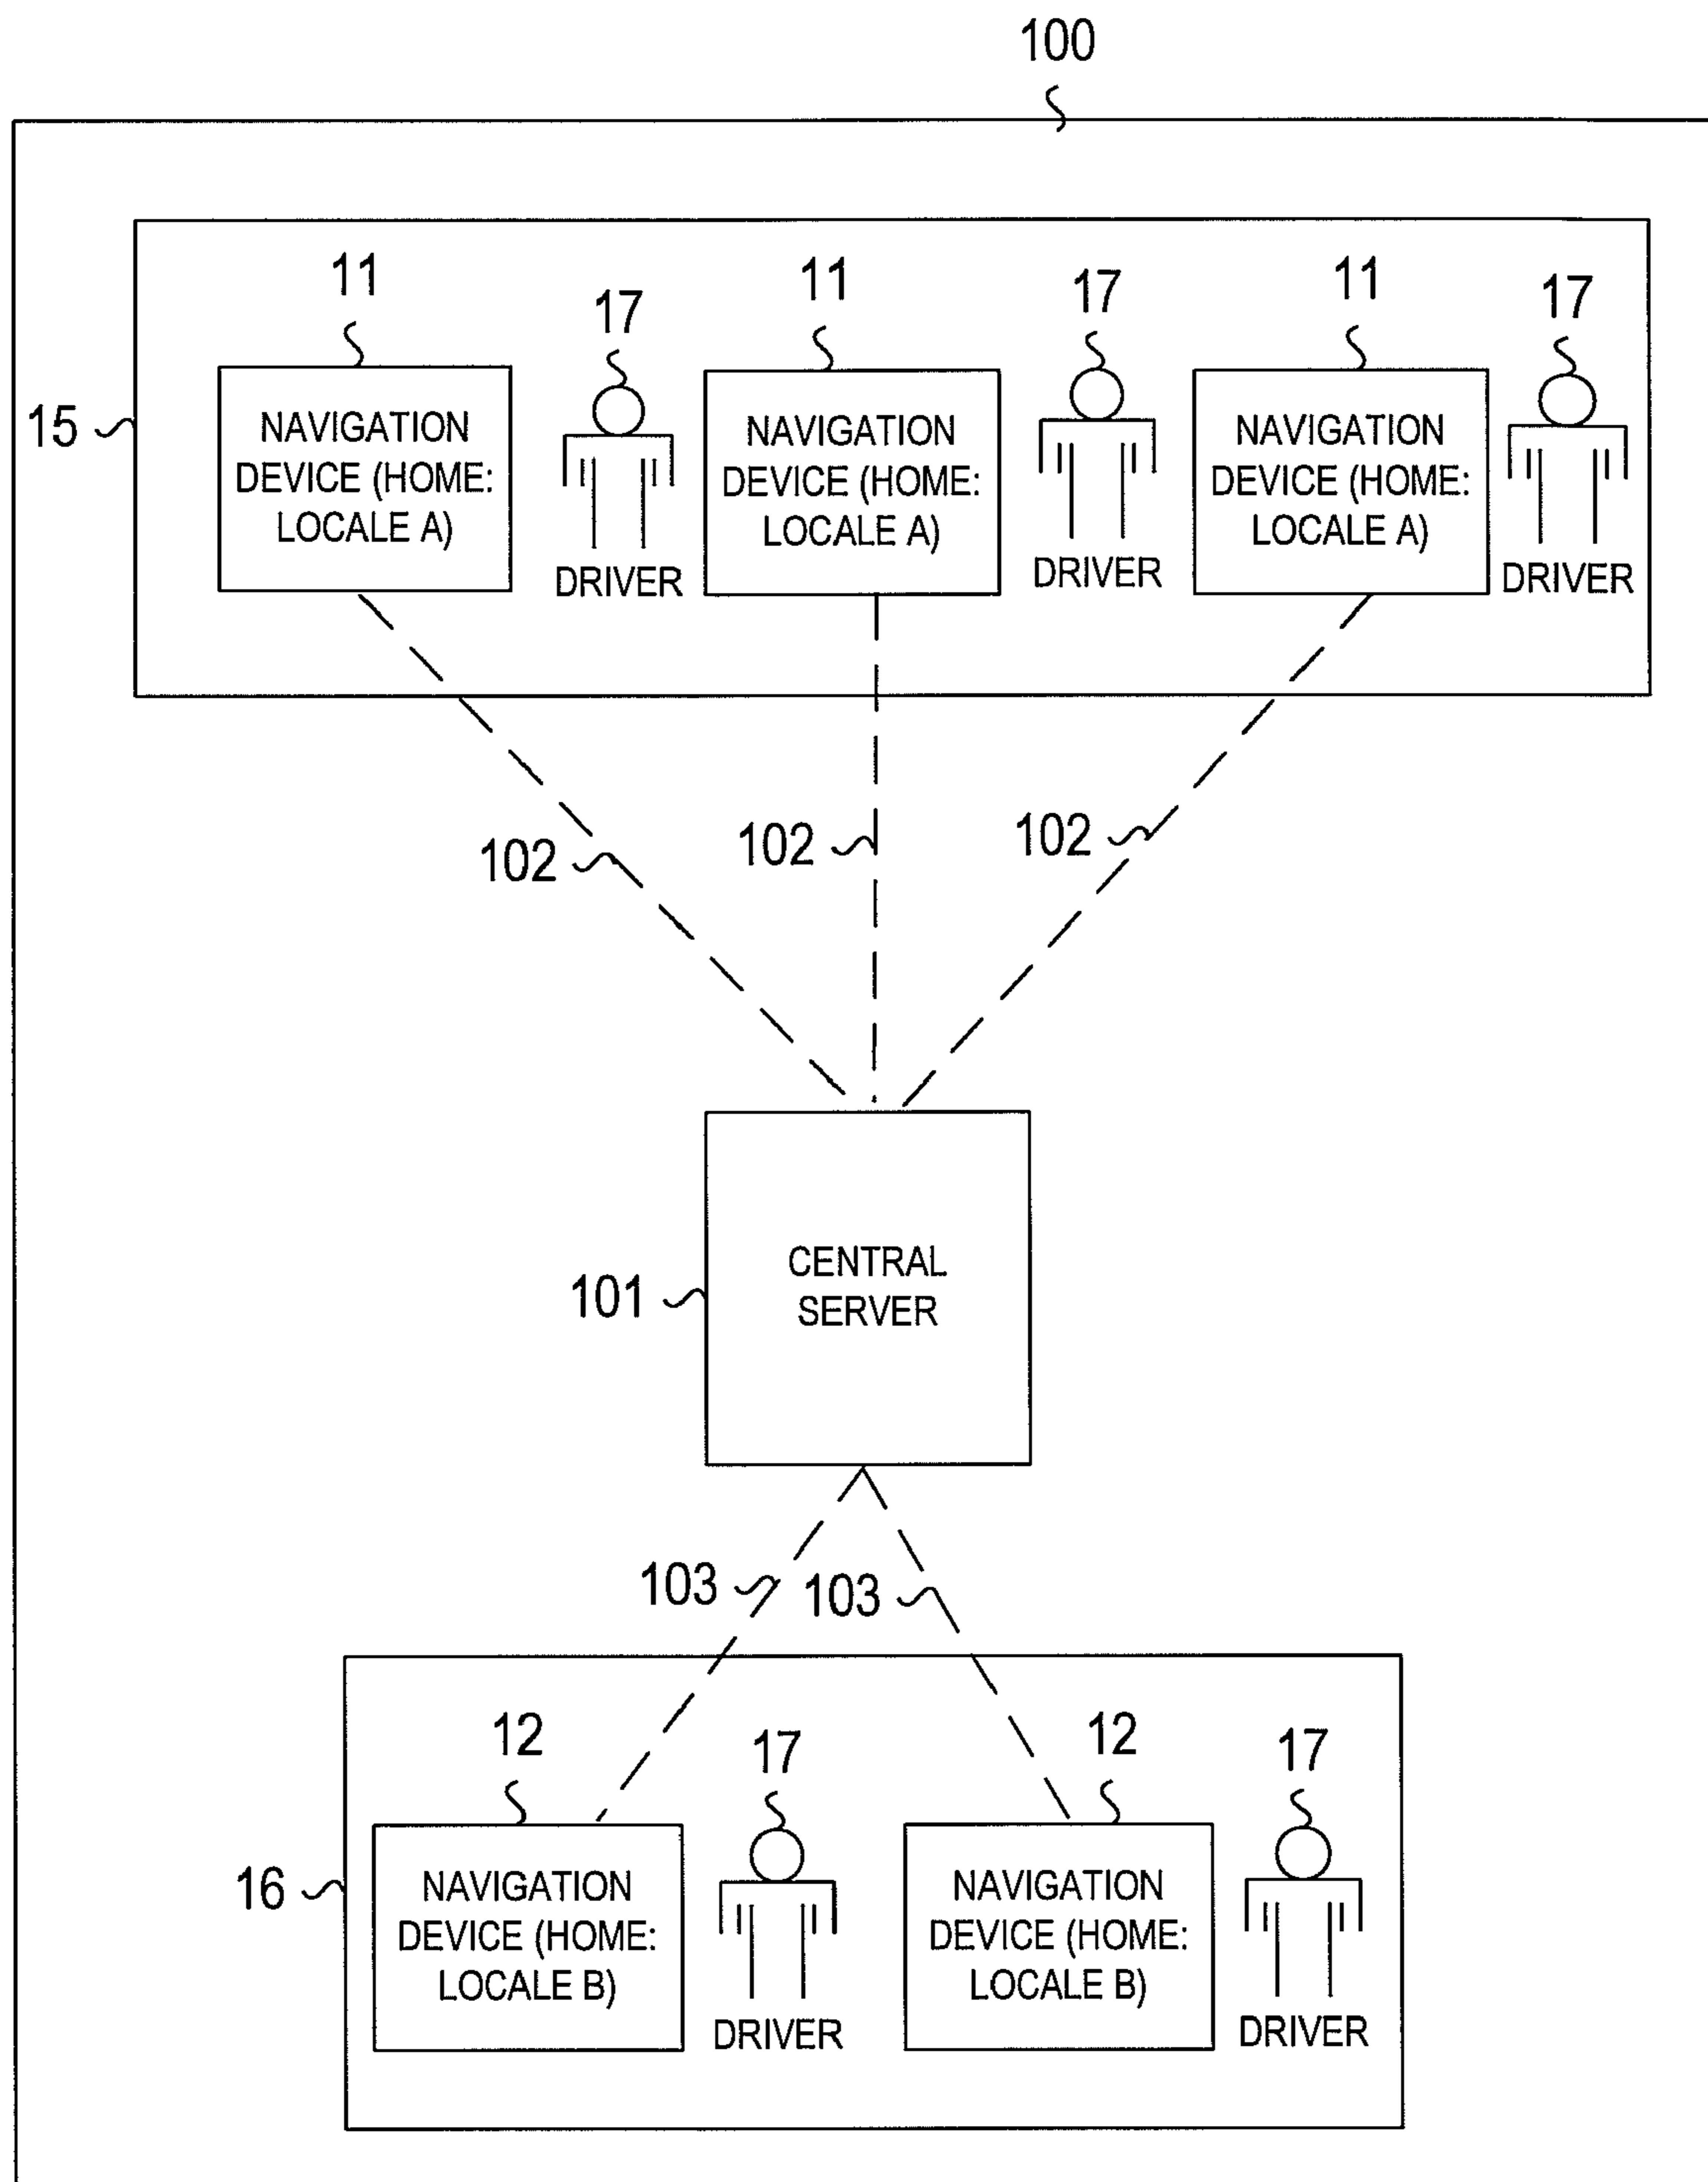 100
11
17
11
17
11
17
15
NAVIGATION
DEVICE (HOME:
LOCALE A)
DRIVER
NAVIGATION
DEVICE (HOME:
LOCALE A)
DRIVER
NAVIGATION
DEVICE (HOME:
LOCALE A)
DRIVER
102
102
102
101
CENTRAL
SERVER
103
103
12
17
12
17
16
NAVIGATION
DEVICE (HOME:
LOCALE B)
DRIVER
NAVIGATION
DEVICE (HOME:
LOCALE B)
DRIVER